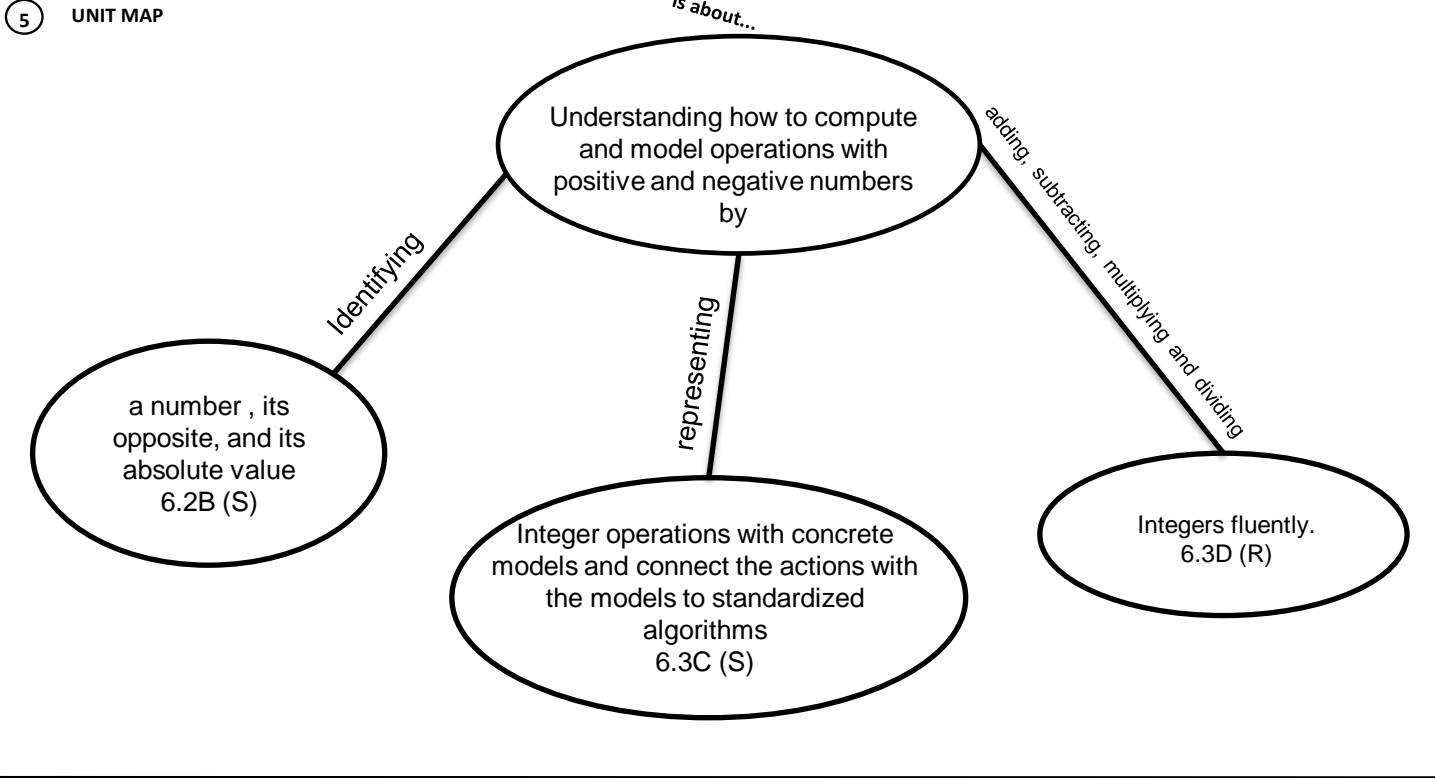 5
UNIT MAP
is about...
Understanding how to compute
and model operations with
positive and negative numbers
by
Identifying
representing
adding, subtracting, multiplying and dividing
a number , its
opposite, and its
absolute value
6.2B (S)
Integer operations with concrete
models and connect the actions with
the models to standardized
algorithms
6.3C (S)
Integers fluently.
6.3D (R)